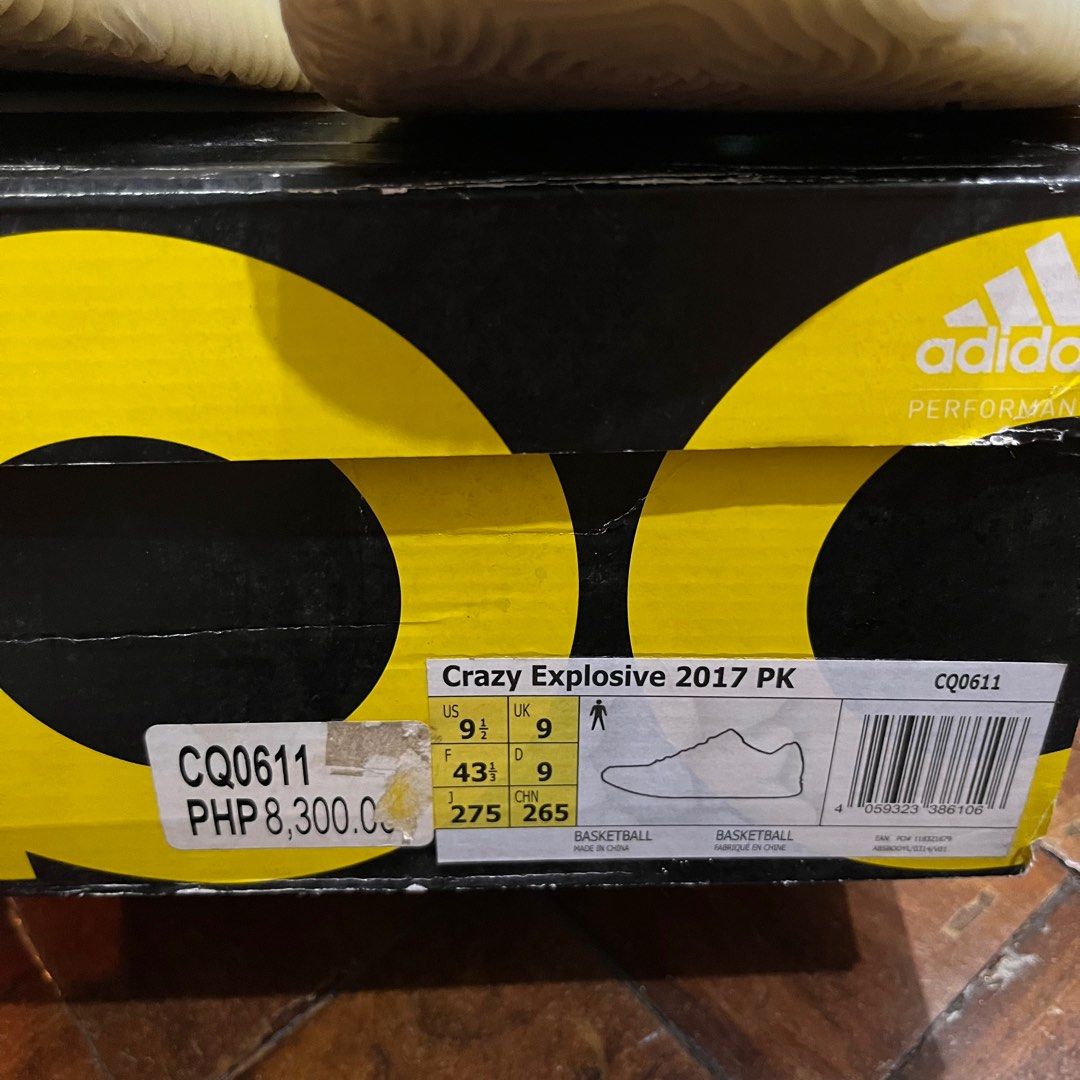 adida
PERFORMAN
Crazy Explosive 2017 PK
CQ0611
US 9½
UK 9
F 43⅓
D 9
J 275
CHN 265
4 059323 386106
BASKETBALL
MADE IN CHINA
BASKETBALL
FABRIQUÉ EN CHINE
CQ0611
PHP 8,300.0